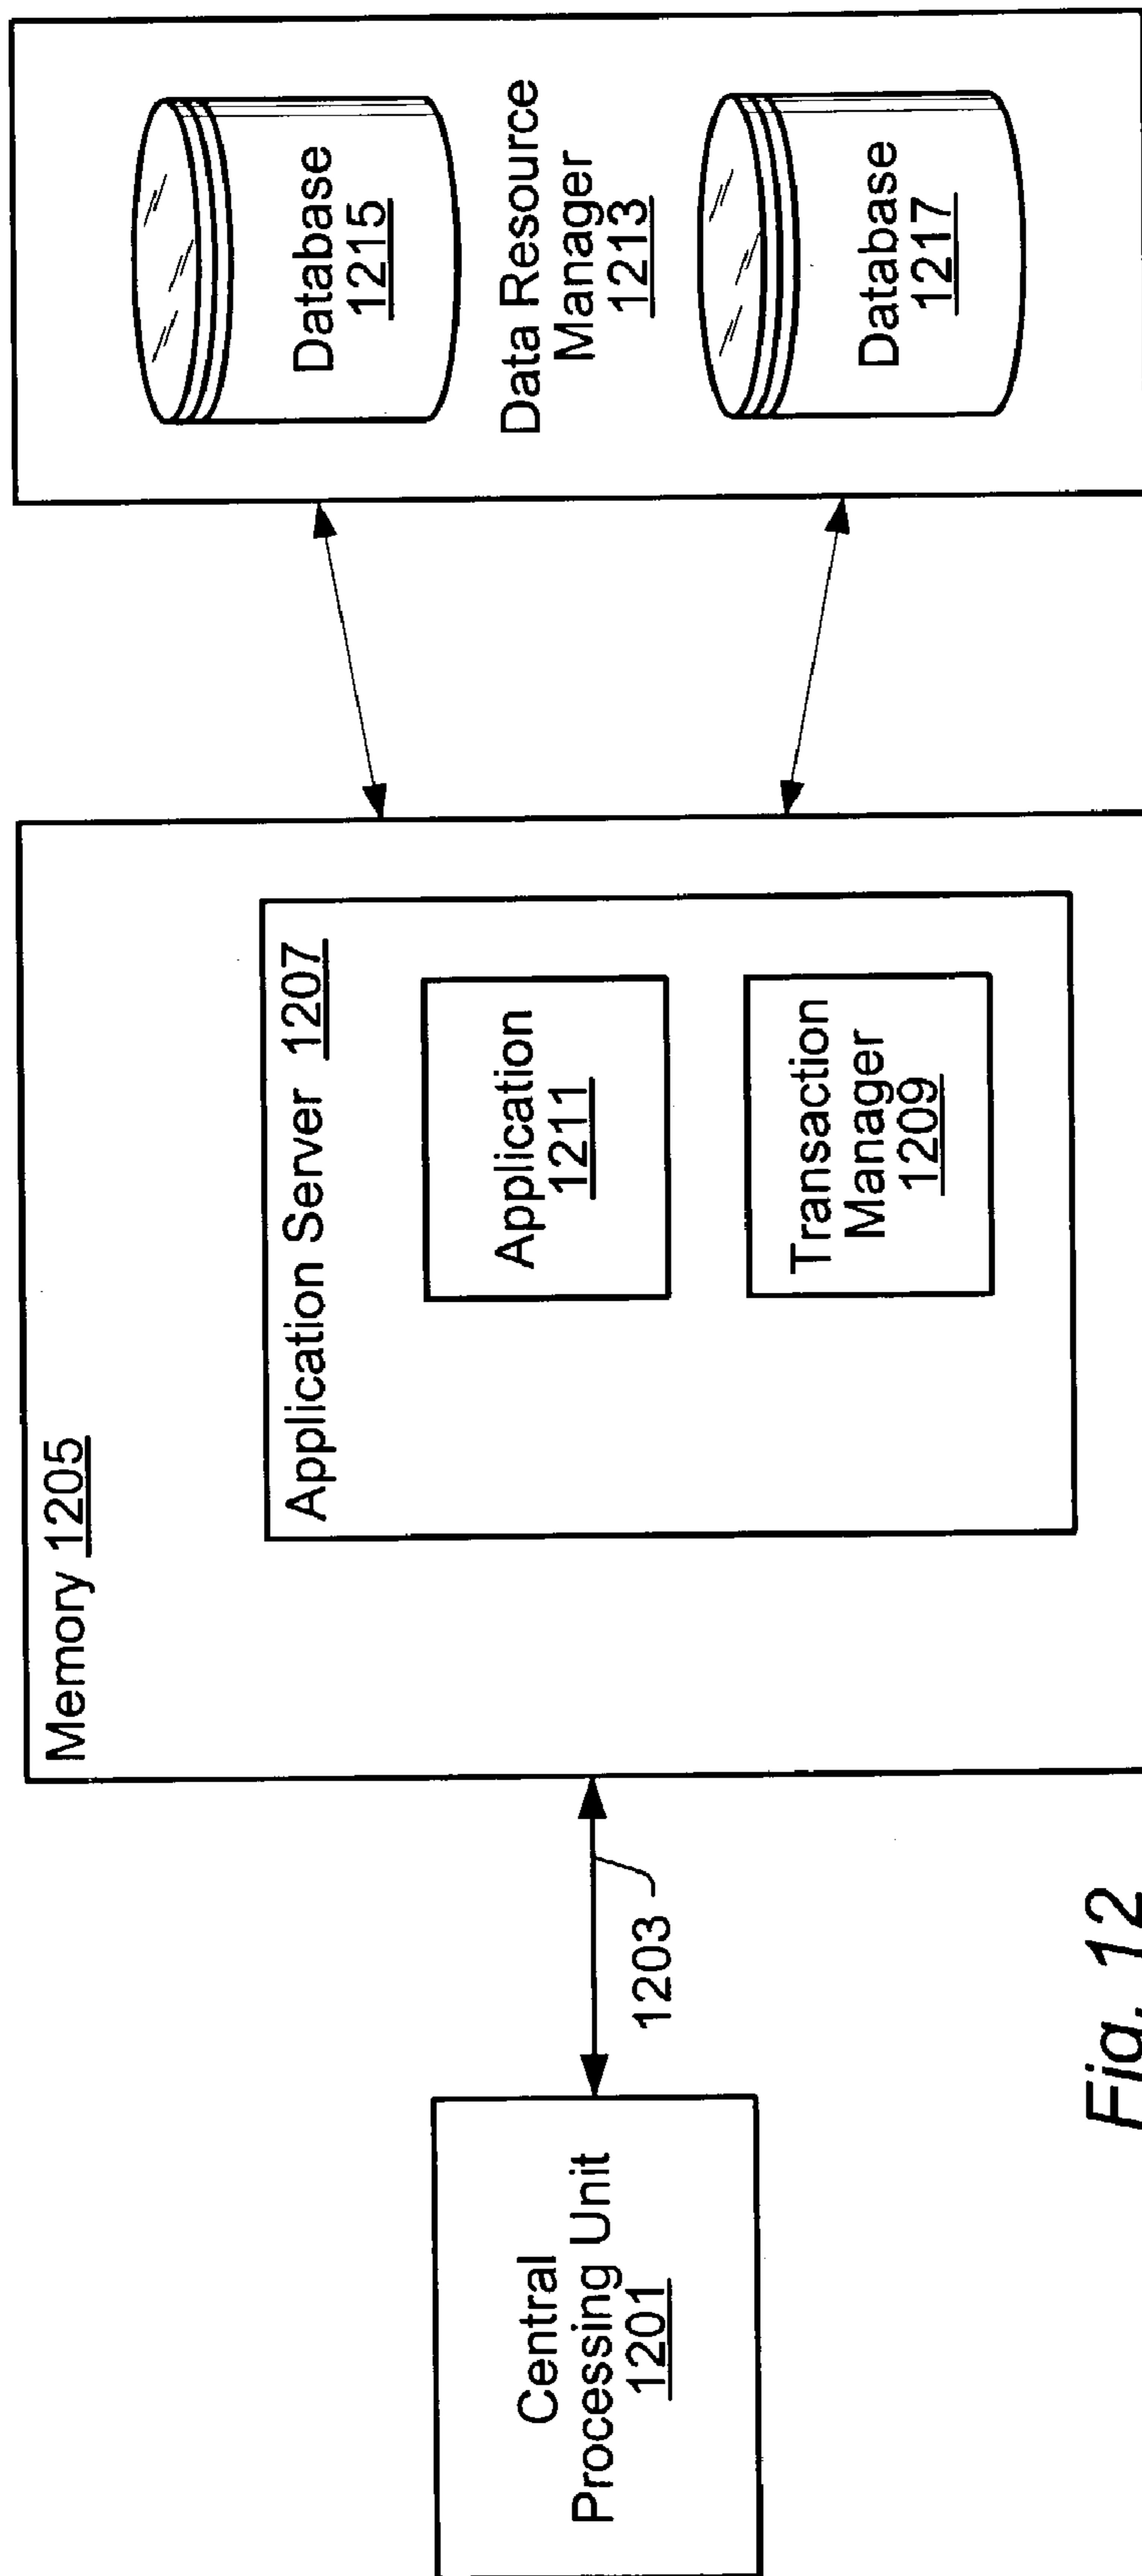 Central
Processing Unit
1201
1203
Memory 1205
Application Server 1207
Application
1211
Transaction
Manager
1209
Database
1215
Data Resource
Manager
1213
Database
1217
Fig. 12